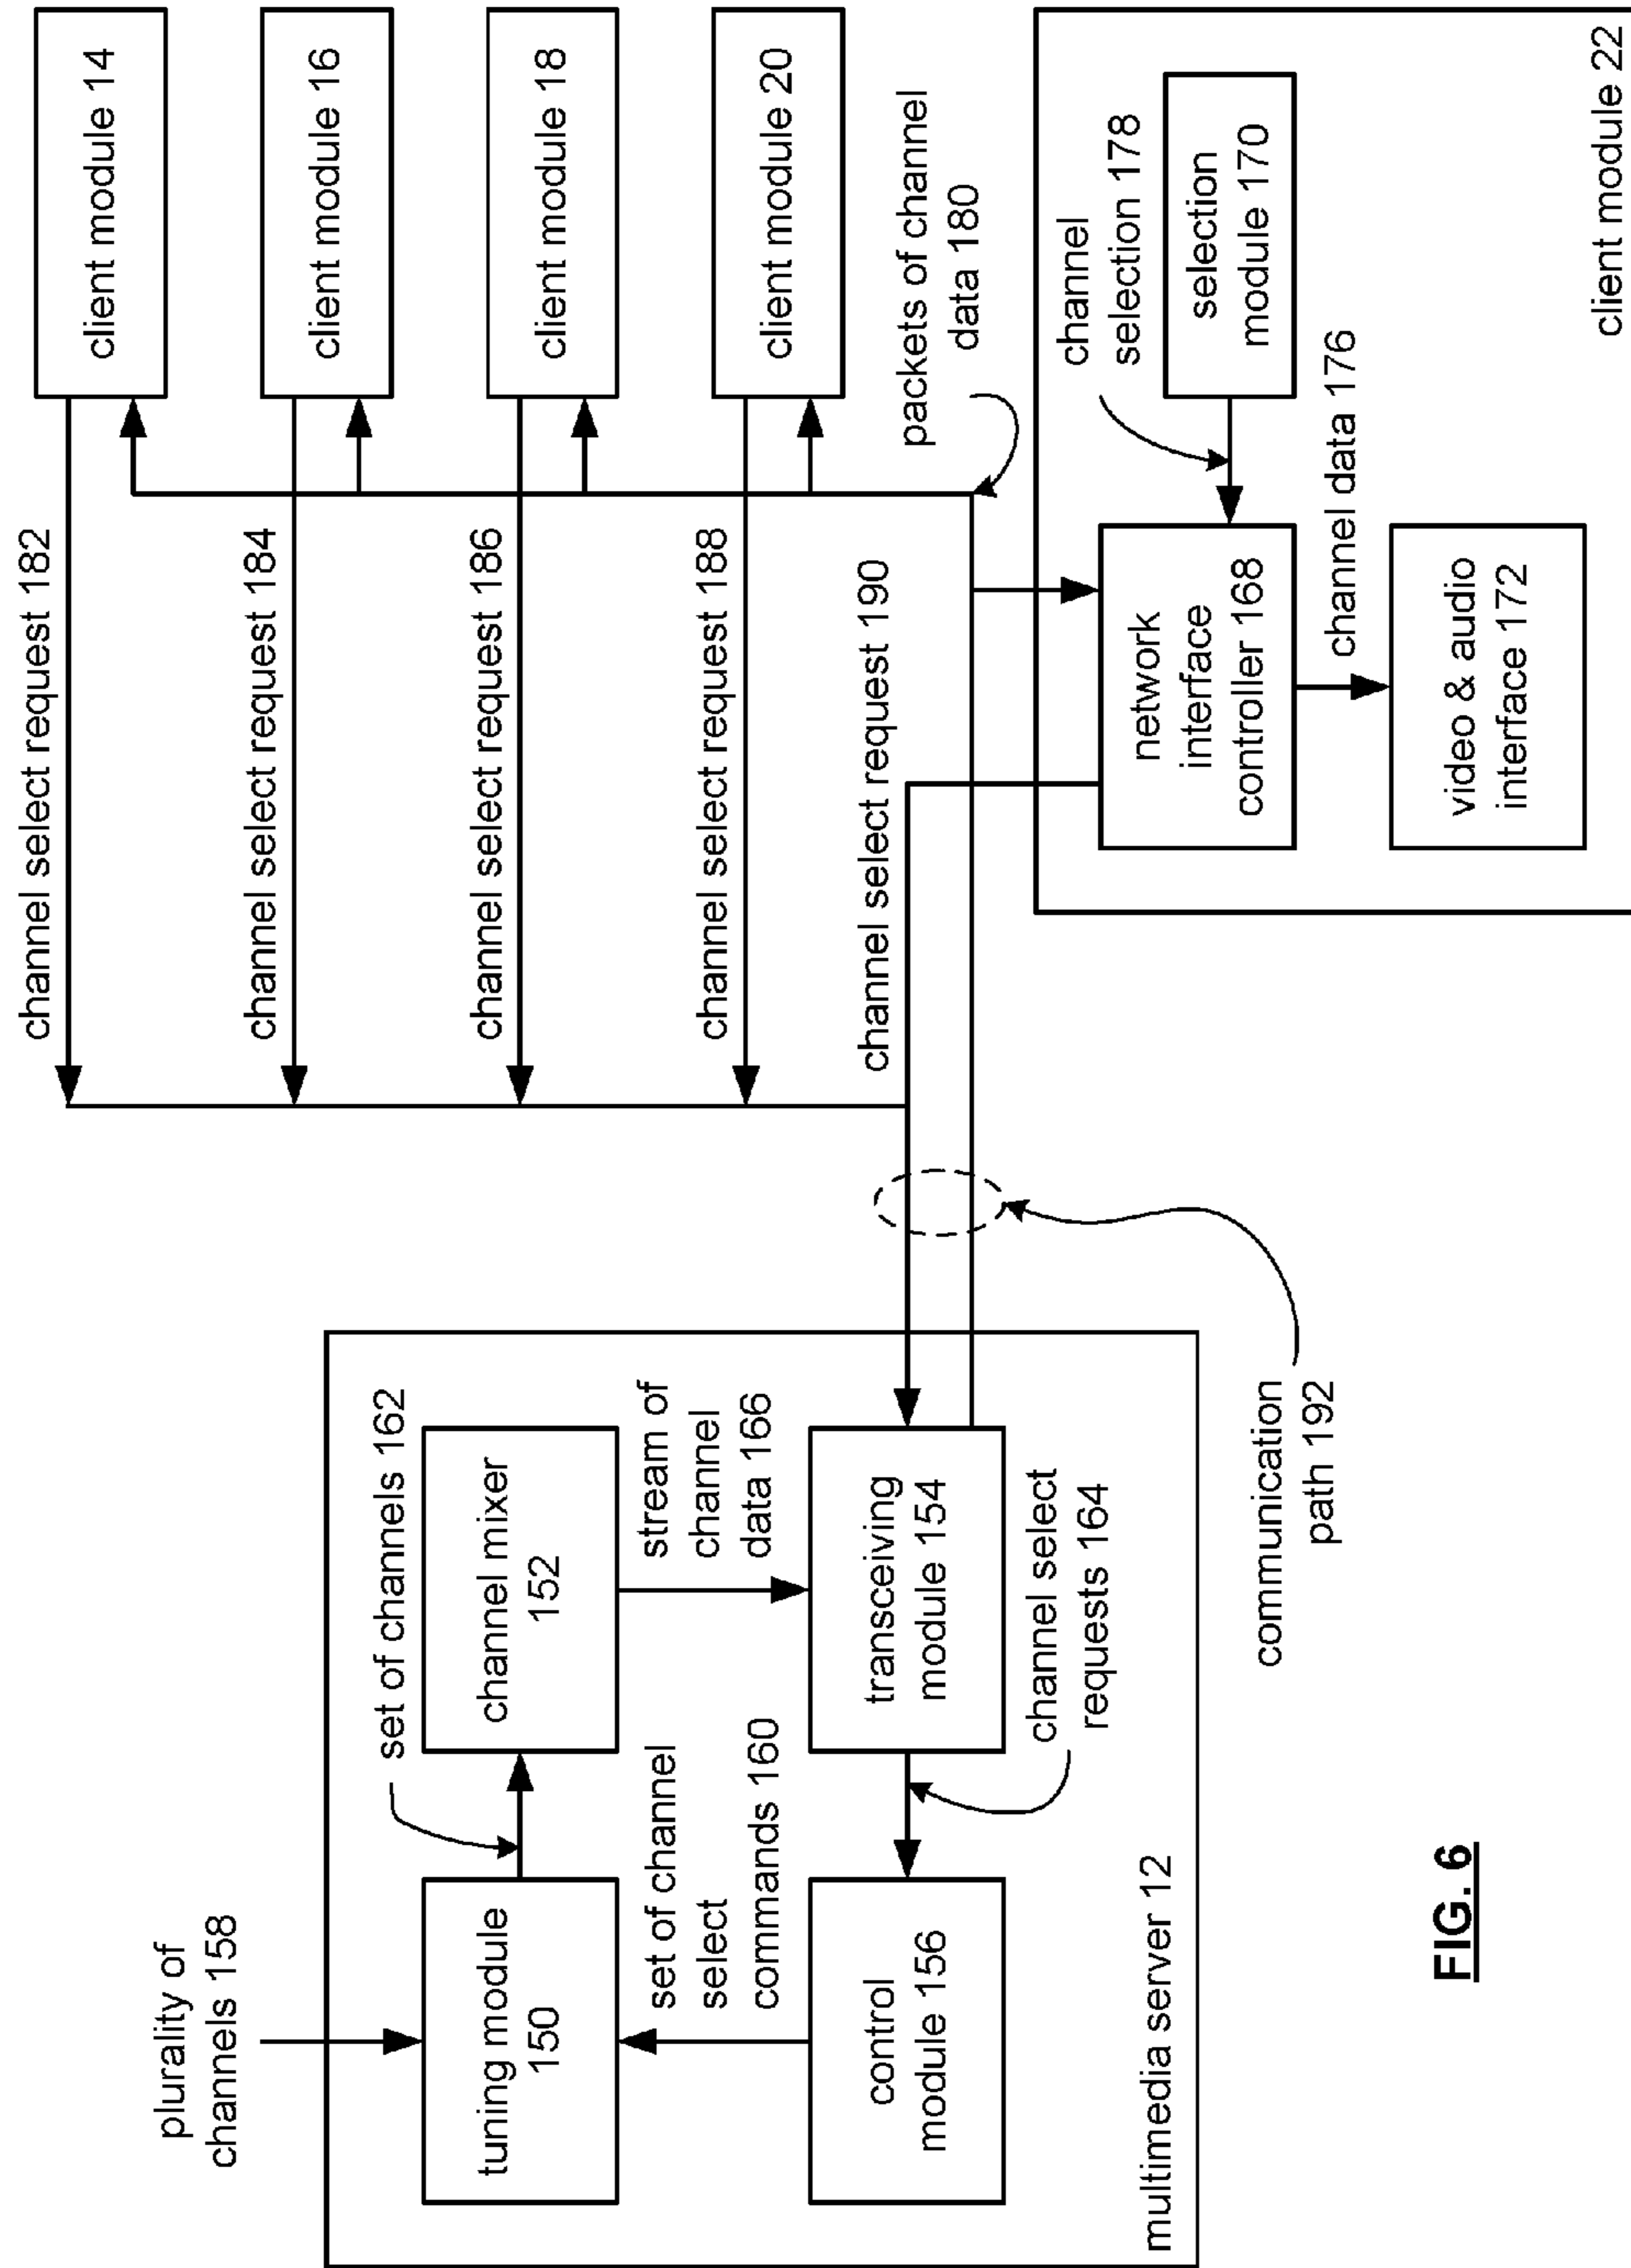 plurality of
channels 158
tuning module
150
set of channels 162
channel mixer
152
set of channel
select
commands 160
stream of
channel
data 166
control
module 156
transceiving
module 154
channel select
requests 164
multimedia server 12
communication
path 192
channel select request 182
client module 14
channel select request 184
client module 16
channel select request 186
client module 18
channel select request 188
client module 20
channel select request 190
packets of channel
data 180
channel
selection 178
network
interface
controller 168
selection
module 170
channel data 176
video & audio
interface 172
client module 22
FIG. 6